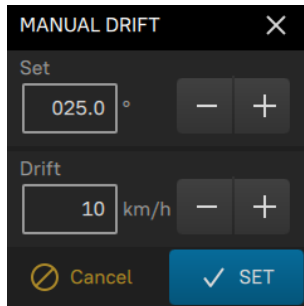 MANUAL DRIFT
Set
025.0 °
Drift
10 km/h
Cancel
SET